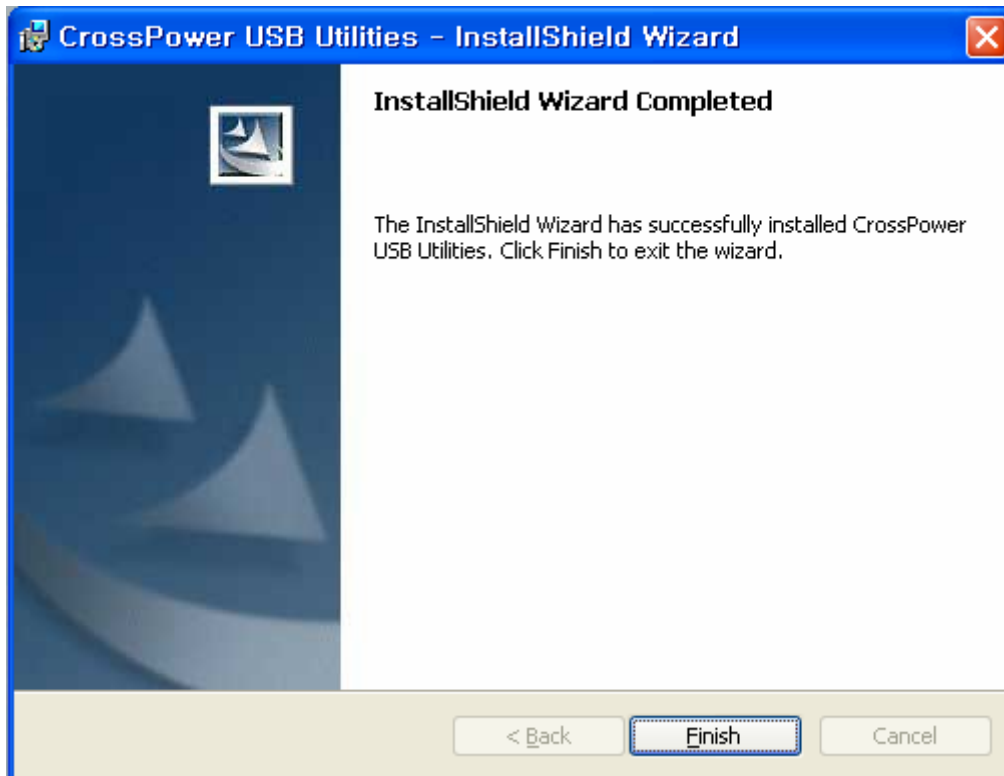 CrossPower USB Utilities - InstallShield Wizard
InstallShield Wizard Completed
The InstallShield Wizard has successfully installed CrossPower
USB Utilities. Click Finish to exit the wizard.
< Back
Finish
Cancel